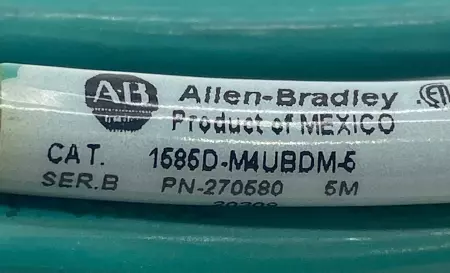 AB Allen-Bradley
Product of MEXICO
CAT. 1585D-M4UBDM-5
SER.B PN-270580 5M